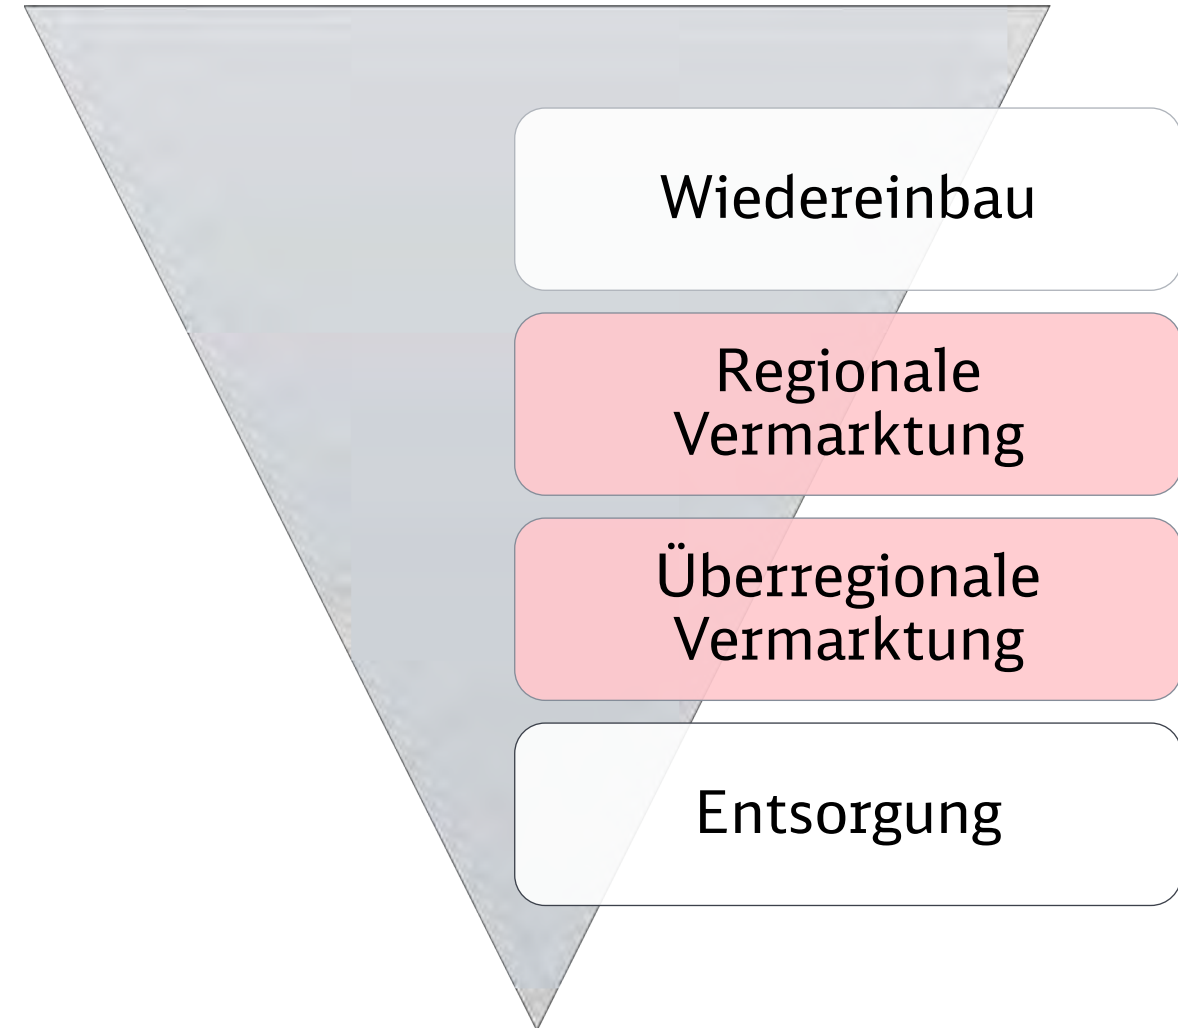 Wiedereinbau
Regionale
Vermarktung
Überregionale
Vermarktung
Entsorgung